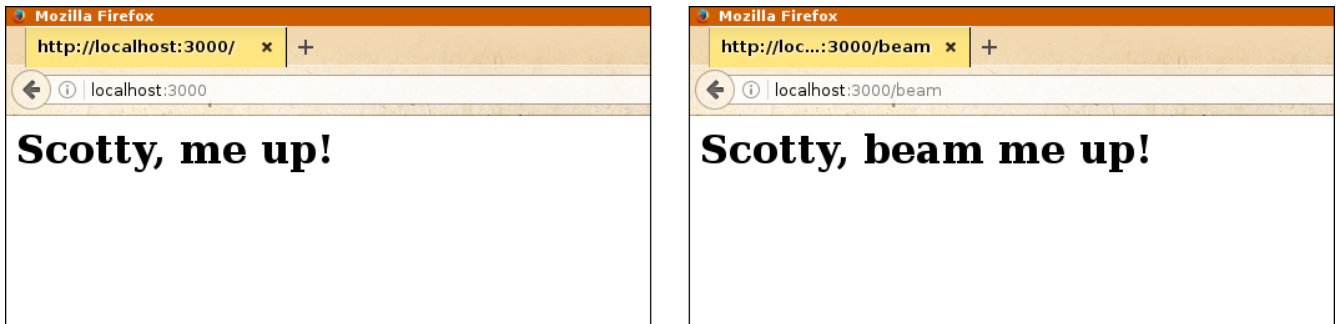 Mozilla Firefox
http://localhost:3000/ × +
localhost:3000
Scotty, me up!
Mozilla Firefox
http://loc...:3000/beam × +
localhost:3000/beam
Scotty, beam me up!